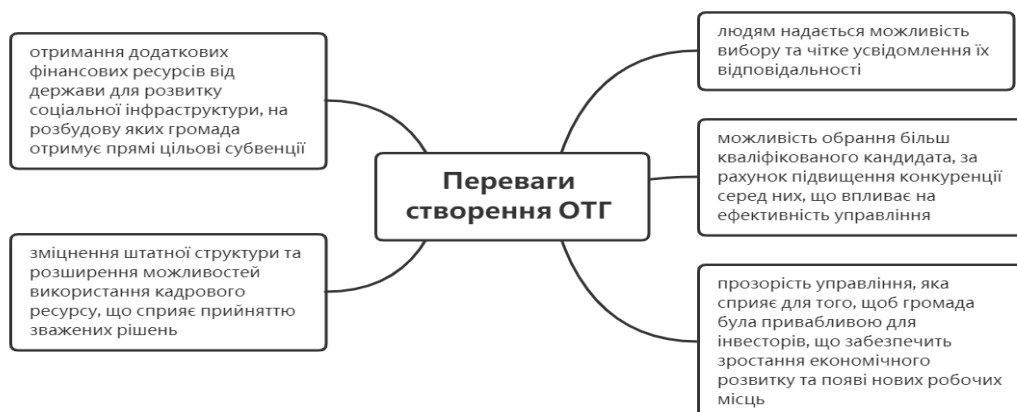 отримання додаткових
фінансових ресурсів від
держави для розвитку
соціальної інфраструктури, на
розбудову яких громада
отримує прямі цільові субвенції
зміцнення штатної структури та
розширення можливостей
використання кадрового
ресурсу, що сприяє прийняттю
зважених рішень
Переваги
створення ОТГ
людям надається можливість
вибору та чітке усвідомлення їх
відповідальності
можливість обрання більш
кваліфікованого кандидата, за
рахунок підвищення конкуренції
серед них, що впливає на
ефективність управління
прозорість управління, яка
сприяє для того, щоб громада
була привабливою для
інвесторів, що забезпечить
зростання економічного
розвитку та появі нових робочих
місць